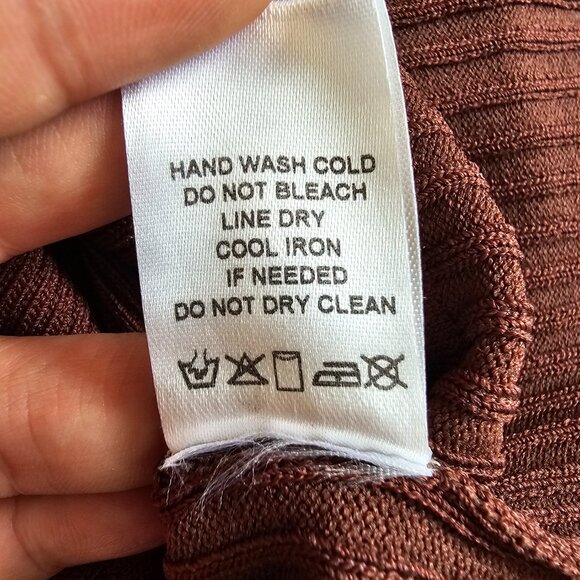 HAND WASH COLD
DO NOT BLEACH
LINE DRY
COOL IRON
IF NEEDED
DO NOT DRY CLEAN